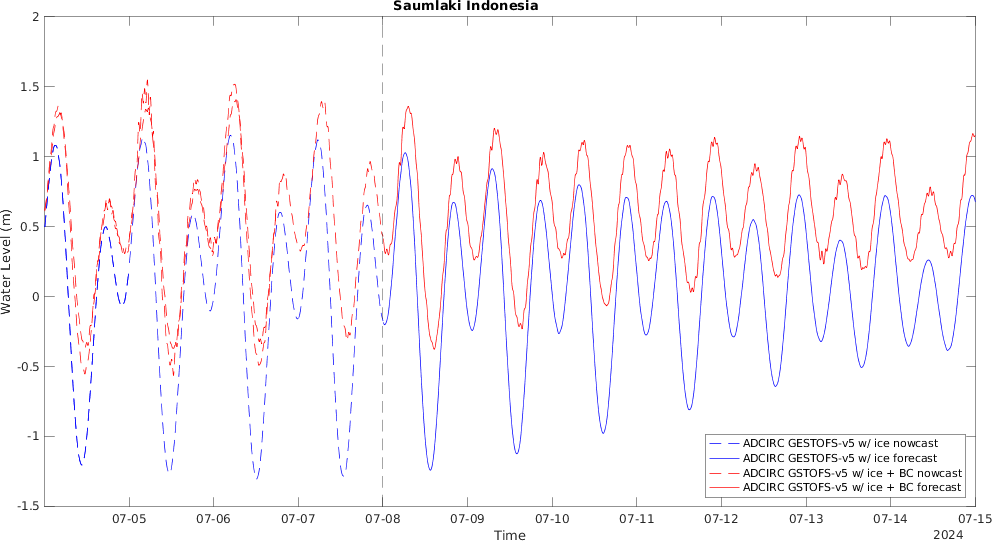 Saumlaki Indonesia
2
1.5
1
0.5
0
-0.5
-1
-1.5
Water Level (m)
07-05 07-06 07-07 07-08 07-09 07-10 07-11 07-12 07-13 07-14 07-15
Time
2024
ADCIRC GESTOFS-v5 w/ ice nowcast
ADCIRC GESTOFS-v5 w/ ice forecast
ADCIRC GSTOFS-v5 w/ ice + BC nowcast
ADCIRC GSTOFS-v5 w/ ice + BC forecast